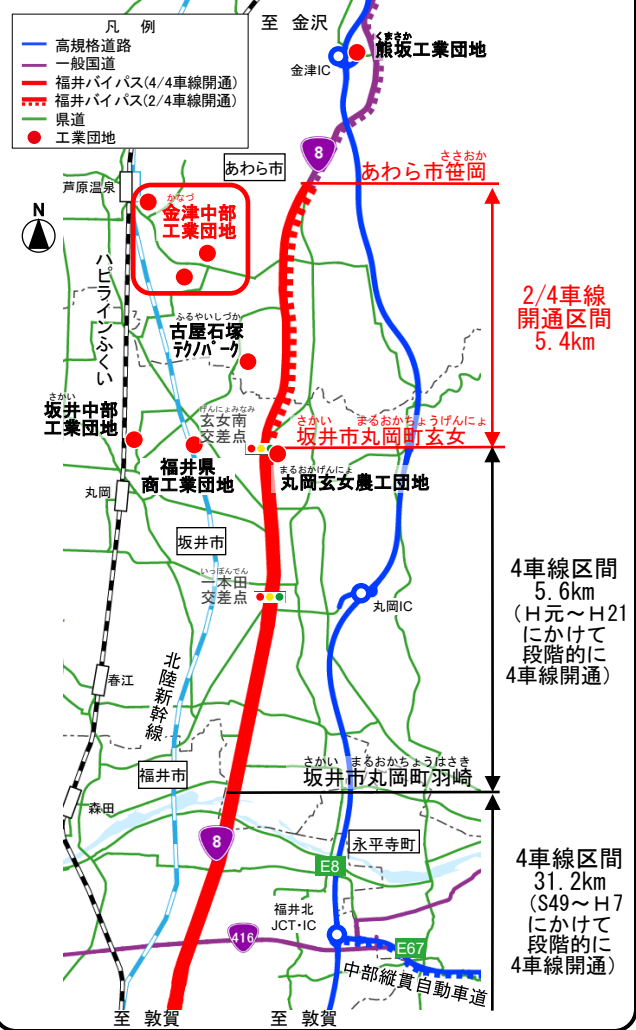 凡 例
高規格道路
一般国道
福井バイパス(4/4車線開通)
福井バイパス(2/4車線開通)
県道
工業団地
至 金沢
くまさか
熊坂工業団地
金津IC
8
あわら市
ささおか
あわら市笹岡
芦原温泉
かなづ
金津中部
工業団地
N
ハピラインふくい
2/4車線
開通区間
5.4km
ふるやいしづか
古屋石塚
テクノパーク
さかい
坂井中部
工業団地
げんにょみなみ
玄女南
交差点
さかい まるおかちょうげんにょ
坂井市丸岡町玄女
福井県
商工業団地
まるおかげんにょ
丸岡玄女農工団地
丸岡
坂井市
いっぽんでん
一本田
交差点
丸岡IC
4車線区間
5.6km
(H元~H21
にかけて
段階的に
4車線開通)
春江
北陸新幹線
さかい まるおかちょうはさき
坂井市丸岡町羽崎
福井市
森田
8
永平寺町
E8
4車線区間
31.2km
(S49~H7
にかけて
段階的に
4車線開通)
福井北
JCT・IC
416
E67
中部縦貫自動車道
至 敦賀
至 敦賀